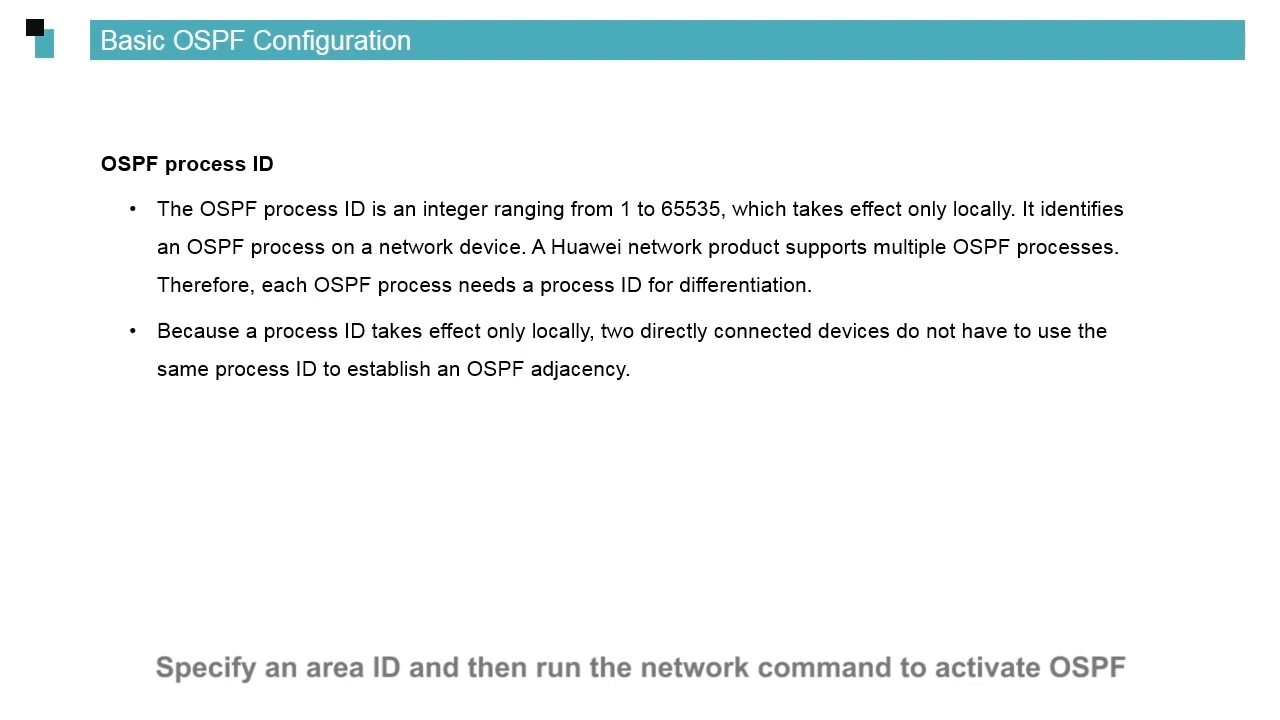 Basic OSPF Configuration
OSPF process ID
• The OSPF process ID is an integer ranging from 1 to 65535, which takes effect only locally. It identifies
an OSPF process on a network device. A Huawei network product supports multiple OSPF processes.
Therefore, each OSPF process needs a process ID for differentiation.
• Because a process ID takes effect only locally, two directly connected devices do not have to use the
same process ID to establish an OSPF adjacency.
Specify an area ID and then run the network command to activate OSPF